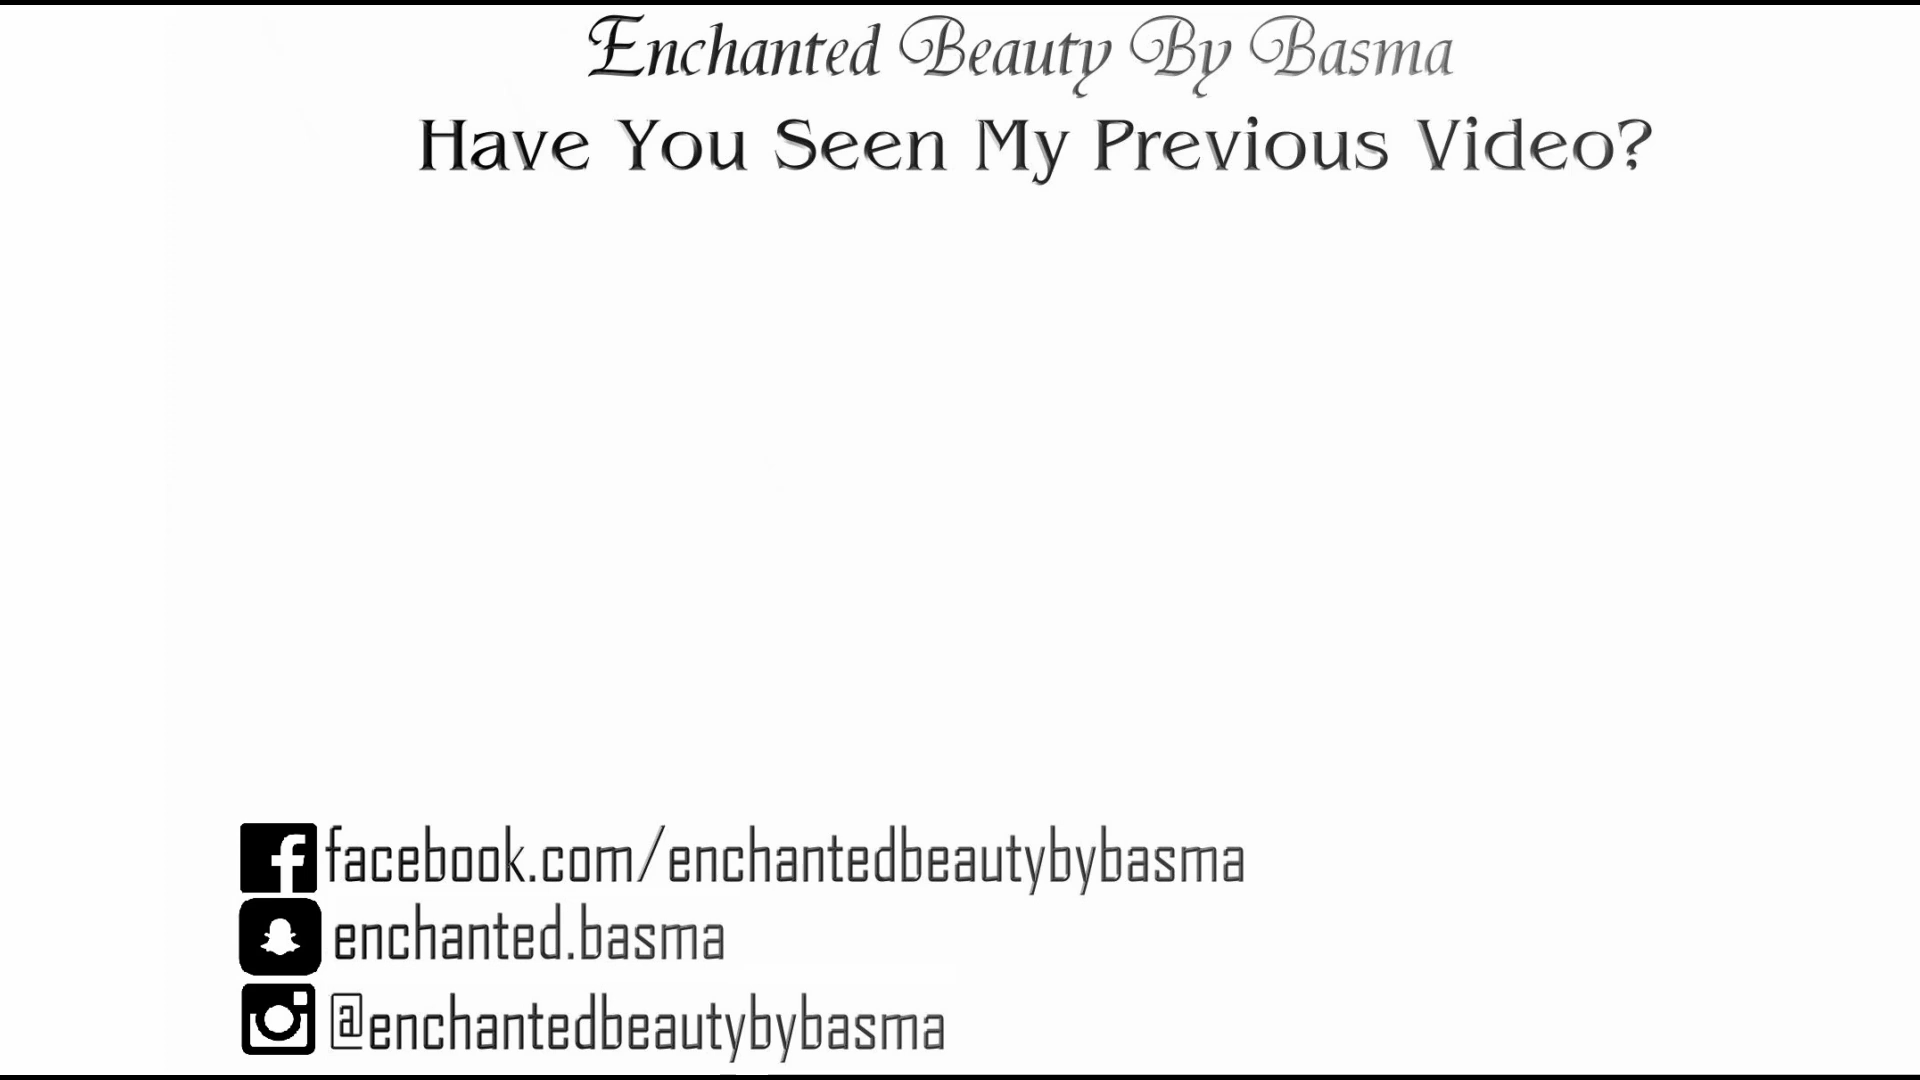 Enchanted Beauty By Basma
Have You Seen My Previous Video?
facebook.com/enchantedbeautybybasma
enchanted.basma
@enchantedbeautybybasma